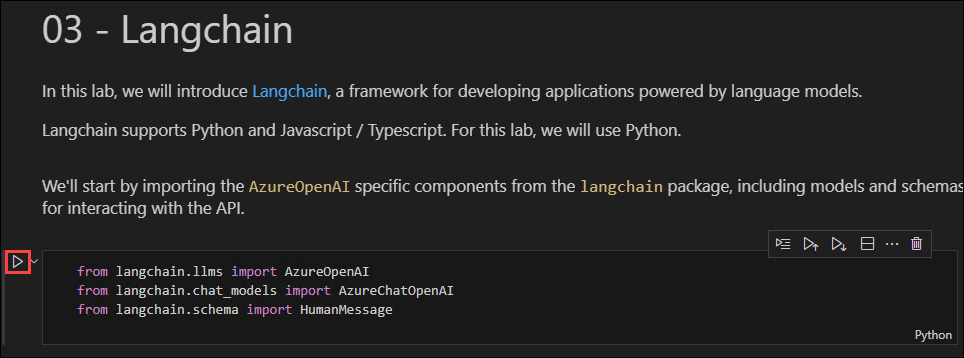 03 - Langchain
In this lab, we will introduce Langchain, a framework for developing applications powered by language models.
Langchain supports Python and Javascript / Typescript. For this lab, we will use Python.
We'll start by importing the AzureOpenAI specific components from the langchain package, including models and schemas
for interacting with the API.
from langchain.llms import AzureOpenAI
from langchain.chat_models import AzureChatOpenAI
from langchain.schema import HumanMessage
Python